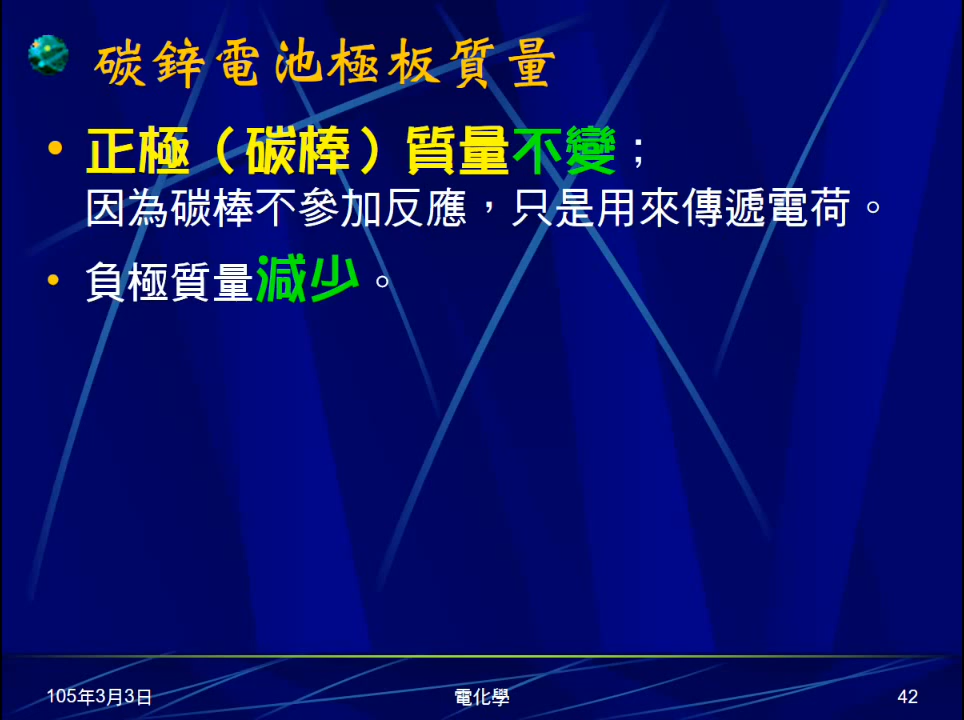 碳鋅電池極板質量
• 正極（碳棒）質量不變；
因為碳棒不參加反應，只是用來傳遞電荷。
• 負極質量減少。
105年3月3日
電化學
42